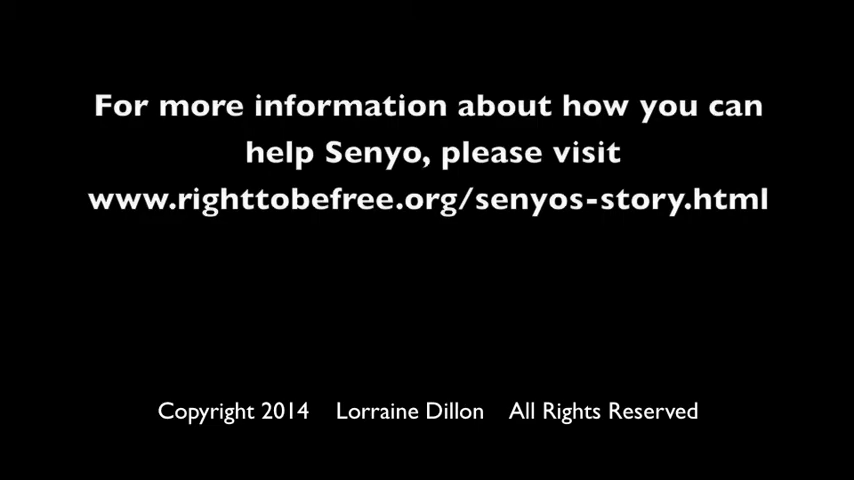 For more information about how you can
help Senyo, please visit
www.righttobefree.org/senyos-story.html
Copyright 2014 Lorraine Dillon All Rights Reserved